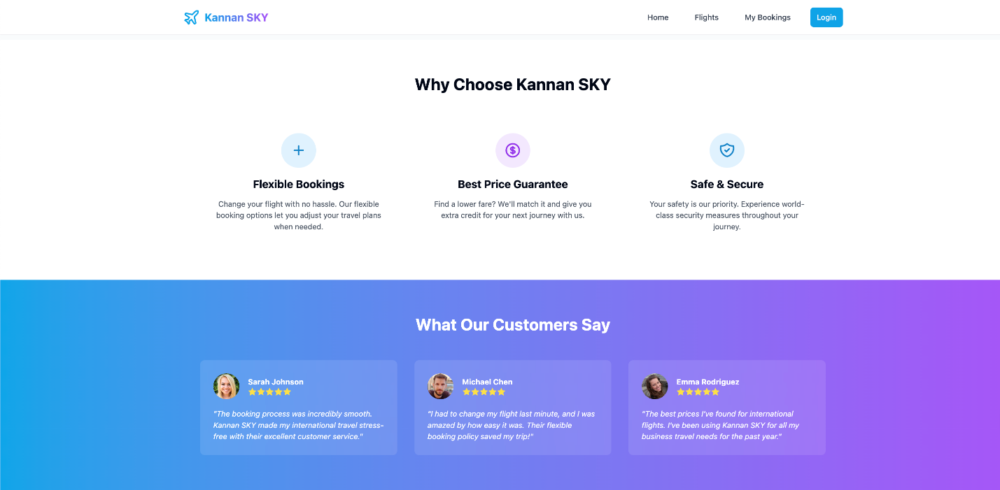 Kannan SKY
Home
Flights
My Bookings
Login
Why Choose Kannan SKY
Flexible Bookings
Change your flight with no hassle. Our flexible
booking options let you adjust your travel plans
when needed.
Best Price Guarantee
Find a lower fare? We'll match it and give you
extra credit for your next journey with us.
Safe & Secure
Your safety is our priority. Experience world-
class security measures throughout your
journey.
What Our Customers Say
Sarah Johnson
"The booking process was incredibly smooth.
Kannan SKY made my international travel stress-
free with their excellent customer service."
Michael Chen
"I had to change my flight last minute, and I was
amazed by how easy it was. Their flexible
booking policy saved my trip!"
Emma Rodriguez
"The best prices I've found for international
flights. I've been using Kannan SKY for all my
business travel needs for the past year."